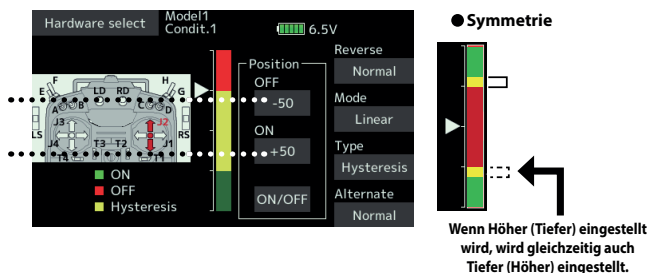 Hardware select
Model1
Condit.1
6.5V
F
H
E
LD RD
G
A B
C D
J3
J2
LS
RS
J4 T3 T2 J1
ON
OFF
Hysteresis
Position
OFF
-50
ON
+50
ON/OFF
Reverse
Normal
Mode
Linear
Type
Hysteresis
Alternate
Normal
● Symmetrie
Wenn Höher (Tiefer) eingestellt
wird, wird gleichzeitig auch
Tiefer (Höher) eingestellt.